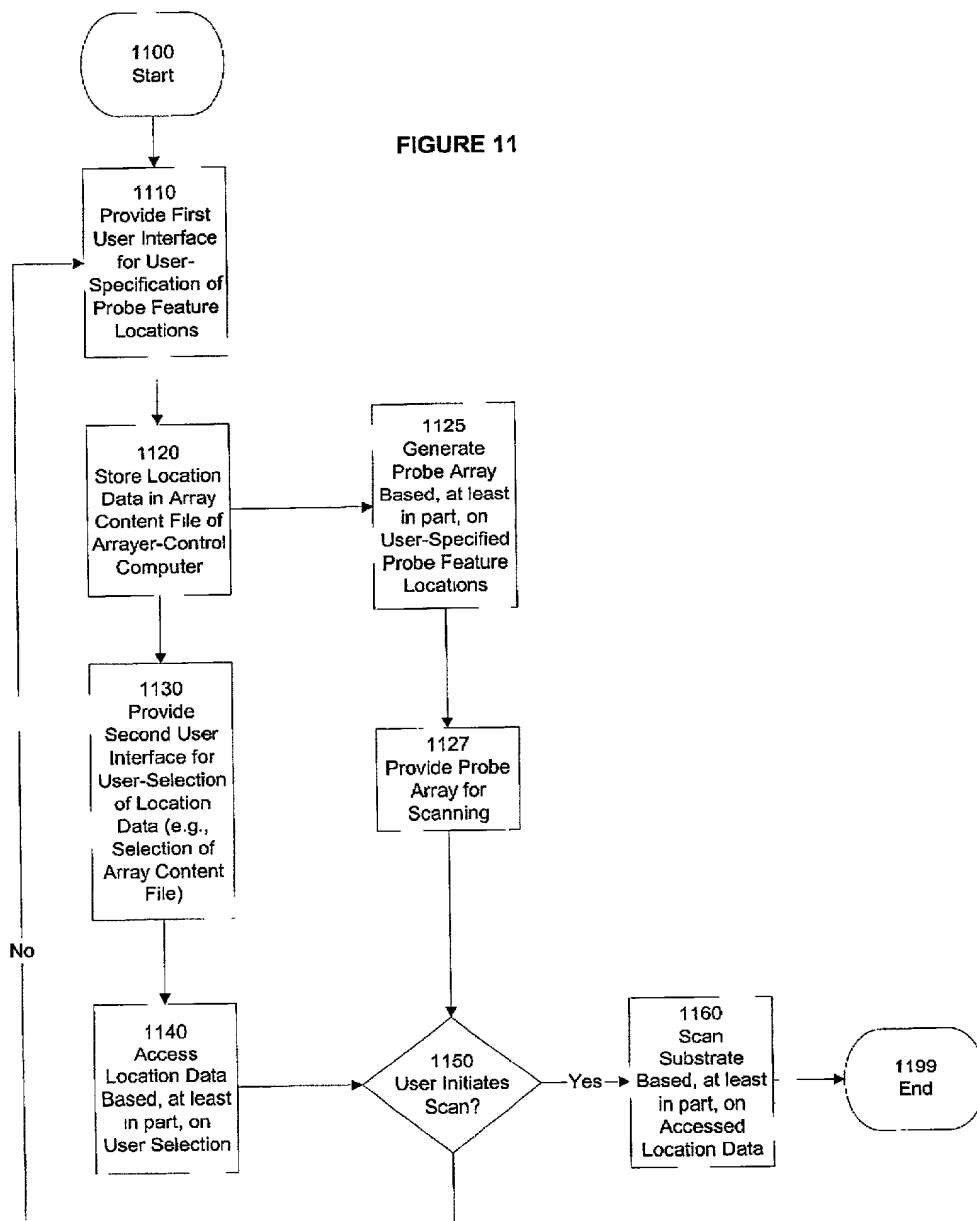 1100
Start
FIGURE 11
1110
Provide First
User Interface
for User-
Specification of
Probe Feature
Locations
1120
Store Location
Data in Array
Content File of
Arrayer-Control
Computer
1125
Generate
Probe Array
Based, at least
in part, on
User-Specified
Probe Feature
Locations
1130
Provide
Second User
Interface for
User-Selection
of Location
Data (e.g.,
Selection of
Array Content
File)
1127
Provide Probe
Array for
Scanning
No
1140
Access
Location Data
Based, at least
in part, on
User Selection
1150
User Initiates
Scan?
Yes
1160
Scan
Substrate
Based, at least
in part, on
Accessed
Location Data
1199
End